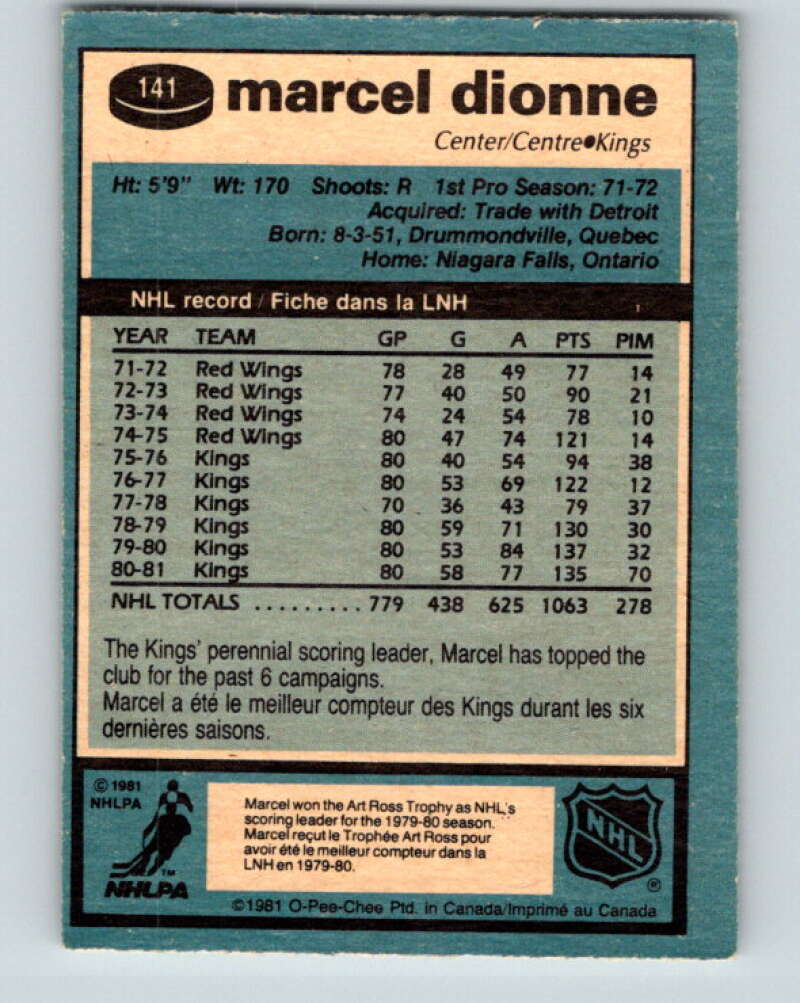 141 marcel dionne
Center/Centre●Kings
Ht: 5'9" Wt: 170 Shoots: R 1st Pro Season: 71-72
Acquired: Trade with Detroit
Born: 8-3-51, Drummondville, Quebec
Home: Niagara Falls, Ontario
NHL record / Fiche dans la LNH
YEAR TEAM GP G A PTS PIM
71-72 Red Wings 78 28 49 77 14
72-73 Red Wings 77 40 50 90 21
73-74 Red Wings 74 24 54 78 10
74-75 Red Wings 80 47 74 121 14
75-76 Kings 80 40 54 94 38
76-77 Kings 80 53 69 122 12
77-78 Kings 70 36 43 79 37
78-79 Kings 80 59 71 130 30
79-80 Kings 80 53 84 137 32
80-81 Kings 80 58 77 135 70
NHL TOTALS ......... 779 438 625 1063 278
The Kings' perennial scoring leader, Marcel has topped the
club for the past 6 campaigns.
Marcel a été le meilleur compteur des Kings durant les six
dernières saisons.
© 1981
NHLPA
TM
NHLPA
Marcel won the Art Ross Trophy as NHL's
scoring leader for the 1979-80 season.
Marcel reçut le Trophée Art Ross pour
avoir été le meilleur compteur dans la
LNH en 1979-80.
NHL
®
©1981 O-Pee-Chee Ptd. in Canada/Imprimé au Canada